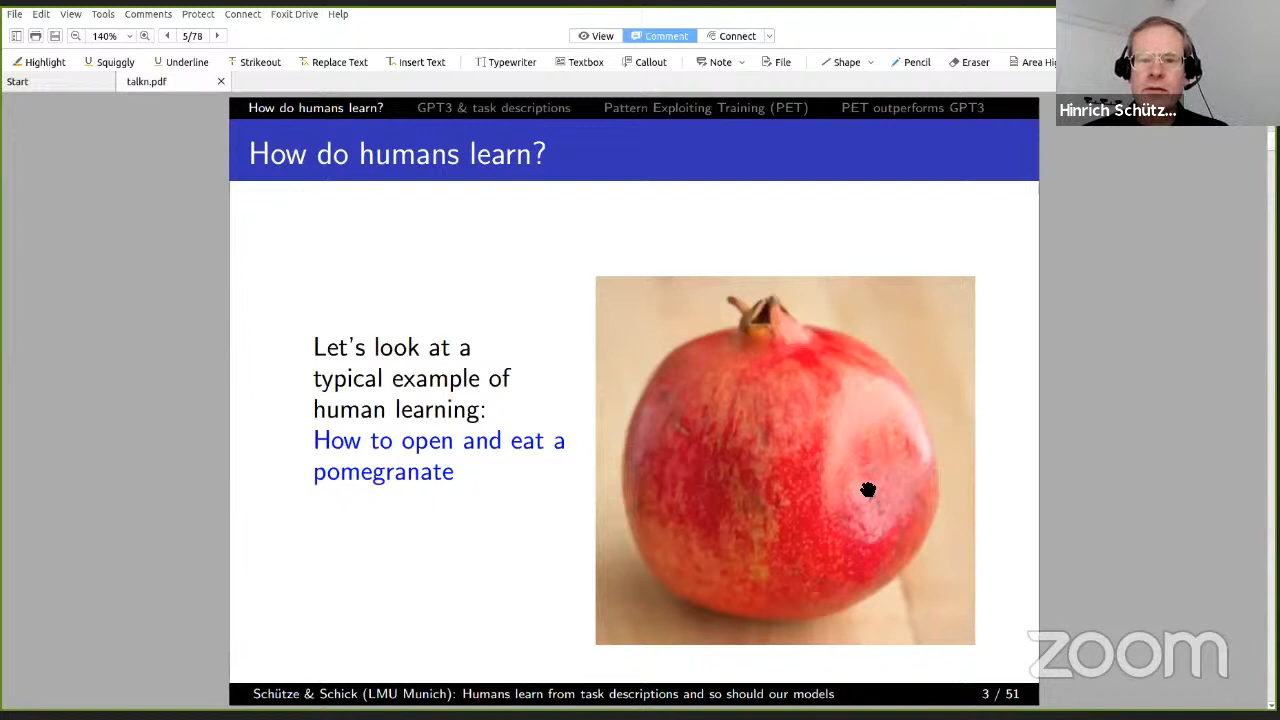 File Edit View Tools Comments Protect Connect Foxit Drive Help
140% 5/78 View Comment Connect
Highlight Squiggly Underline Strikeout Replace Text Insert Text Typewriter Textbox Callout Note File Shape Pencil Eraser Area Hig
Start talkn.pdf
Hinrich Schütz...
How do humans learn? GPT3 & task descriptions Pattern Exploiting Training (PET) PET outperforms GPT3
How do humans learn?
Let's look at a
typical example of
human learning:
How to open and eat a
pomegranate
zoom
Schütze & Schick (LMU Munich): Humans learn from task descriptions and so should our models 3 / 51